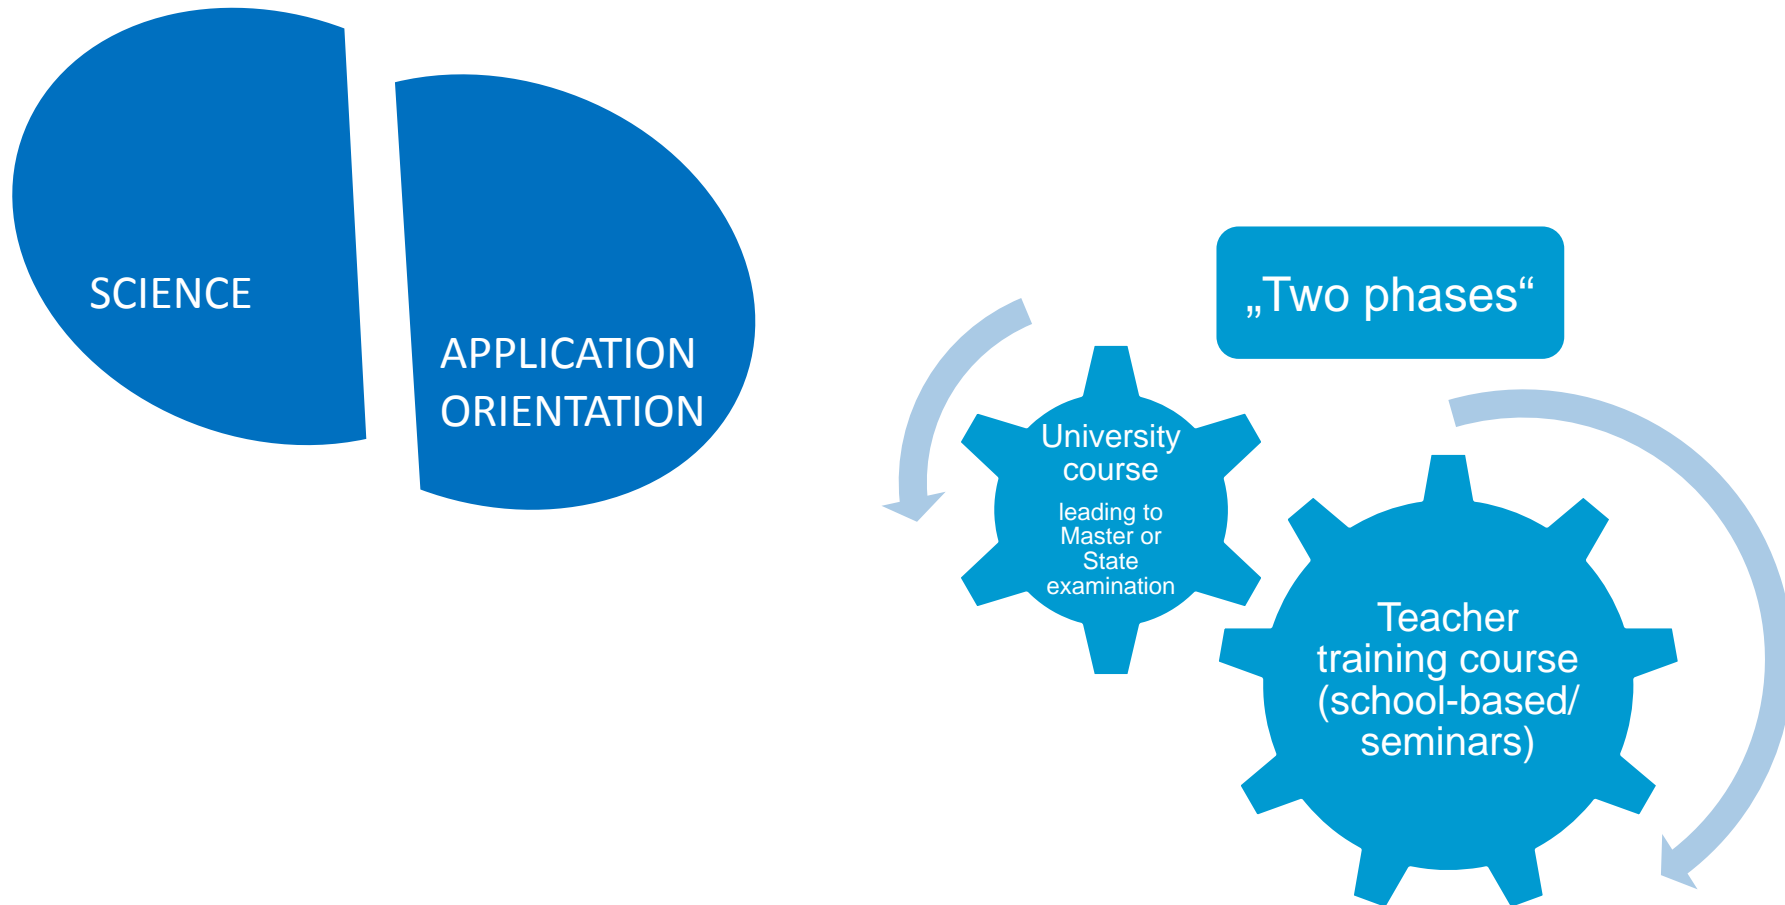 SCIENCE
APPLICATION
ORIENTATION
„Two phases“
University
course
leading to
Master or
State
examination
Teacher
training course
(school-based/
seminars)